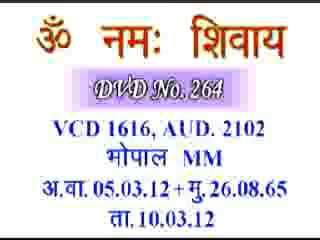 ॐ नमः शिवाय
DVD No. 264
VCD 1616, AUD. 2102
भोपाल MM
अ.वा. 05.03.12 + मु. 26.08.65
ता. 10.03.12